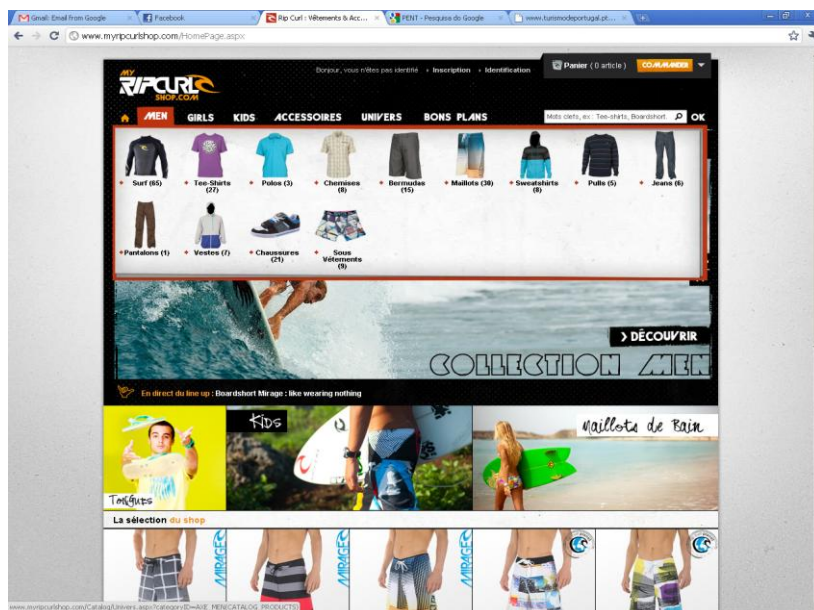 Gmail: Email from Google
Facebook
Rip Curl : Vêtements & Acc...
PENT - Pesquisa do Google
www.turismodeportugal.pt...
www.myripcurlshop.com/HomePage.aspx
MY
RIPCURL
SHOP.COM
Bonjour, vous n'êtes pas identifié
Inscription
Identification
Panier ( 0 article )
COMMANDER
MEN GIRLS KIDS ACCESSOIRES UNIVERS BONS PLANS
Mots clefs, ex : Tee-shirts, Boardshort.
OK
Surf (65)
Tee-Shirts (27)
Polos (3)
Chemises (8)
Bermudas (15)
Maillots (30)
Sweatshirts (8)
Pulls (5)
Jeans (6)
Pantalons (1)
Vestes (7)
Chaussures (21)
Sous Vêtements (9)
> DÉCOUVRIR
COLLECTION MEN
En direct du line up : Boardshort Mirage : like wearing nothing
Tongues
Kids
Maillots de Bain
La sélection du shop
MIRAGE
MIRAGE
MIRAGE
www.myripcurlshop.com/Catalog/Univers.aspx?categoryID=AXE_MEN(CATALOG_PRODUCTS)